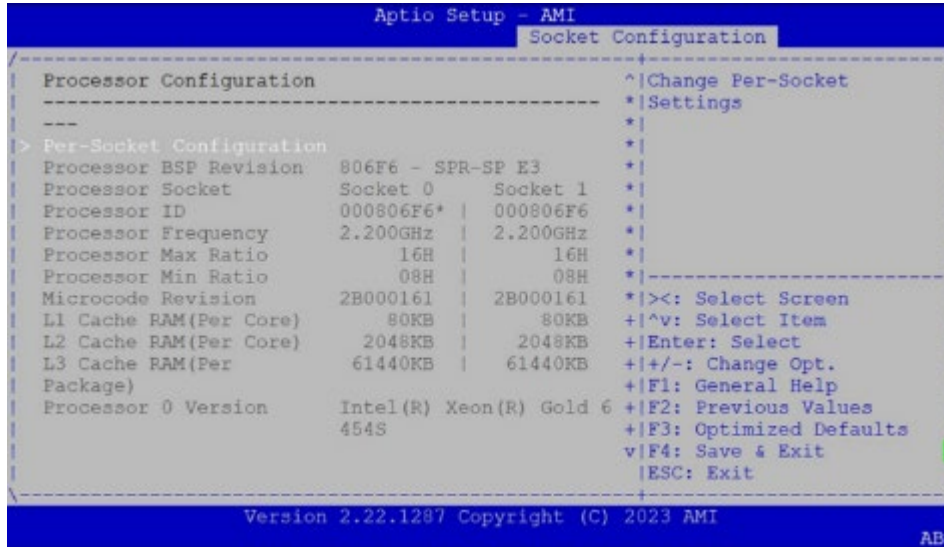 Aptio Setup - AMI
Socket Configuration
Processor Configuration
---
> Per-Socket Configuration
Processor BSP Revision 806F6 - SPR-SP E3
Processor Socket Socket 0 Socket 1
Processor ID 000806F6* | 000806F6
Processor Frequency 2.200GHz | 2.200GHz
Processor Max Ratio 16H | 16H
Processor Min Ratio 08H | 08H
Microcode Revision 2B000161 | 2B000161
L1 Cache RAM(Per Core) 80KB | 80KB
L2 Cache RAM(Per Core) 2048KB | 2048KB
L3 Cache RAM(Per 61440KB | 61440KB
Package)
Processor 0 Version Intel(R) Xeon(R) Gold 6
454S
Change Per-Socket
Settings
><: Select Screen
^v: Select Item
Enter: Select
+/-: Change Opt.
F1: General Help
F2: Previous Values
F3: Optimized Defaults
F4: Save & Exit
ESC: Exit
Version 2.22.1287 Copyright (C) 2023 AMI
AB